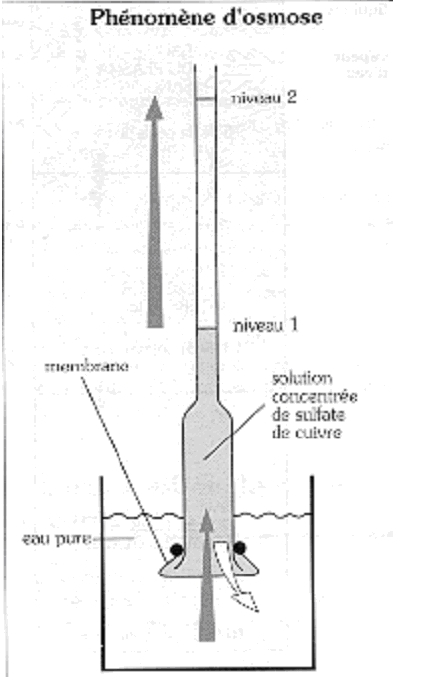 Phénomène d'osmose
niveau 2
niveau 1
membrane
solution
concentrée
de sulfate
de cuivre
eau pure